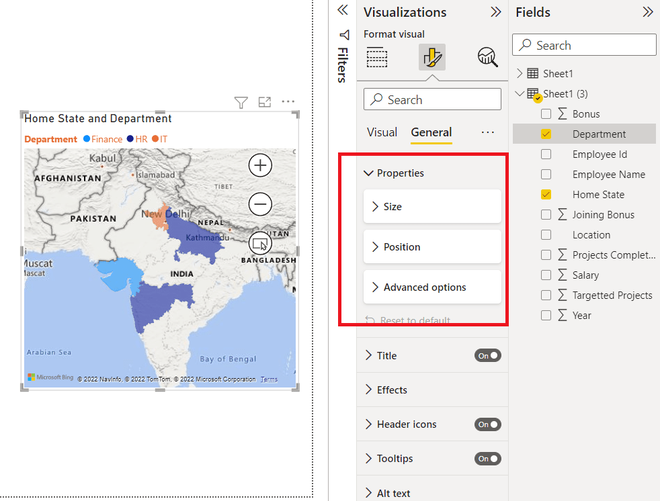 Home State and Department
Department Finance HR IT
Kabul
Islamabad
AFGHANISTAN
TIBET
New Delhi
PAKISTAN
NEPAL
Kathmandu
BHUTAN
BANGLADESH
Muscat
Mascat
INDIA
Arabian Sea
Bay of Bengal
Microsoft Bing
© 2022 NavInfo, © 2022 TomTom, © 2022 Microsoft Corporation Terms
Filters
Visualizations
Format visual
Search
Visual General
Properties
Size
Position
Advanced options
Reset to default
Title On
Effects
Header icons On
Tooltips On
Alt text
Fields
Search
Sheet1
Sheet1 (3)
Bonus
Department
Employee Id
Employee Name
Home State
Joining Bonus
Location
Projects Complet...
Salary
Targetted Projects
Year